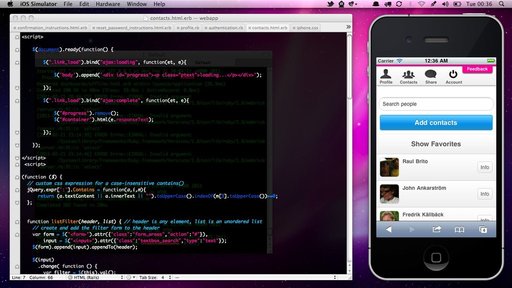 iOS Simulator File Edit Hardware Window Help
Tue 00:36
contacts.html.erb — webapp
confirmation_instructions.html.erb reset_password_instructions.html.erb profile.rb authentication.rb contacts.html.erb iphone.css
<script>
$(document).ready(function() {
$(".link_load").bind("ajax:loading", function(et, e){
$("body").append('<div id="progress"><p class="ptext">loading...</p></div>');
});
$(".link_load").bind("ajax:complete", function(et, e){
$("#progress").remove();
$("#container").html(e.responseText);
});
});
</script>
<script>
(function ($) {
// custom css expression for a case-insensitive contains()
jQuery.expr[':'].Contains = function(a,i,m){
return (a.textContent || a.innerText || "").toUpperCase().indexOf(m[3].toUpperCase())>=0;
};
function listFilter(header, list) { // header is any element, list is an unordered list
// create and add the filter form to the header
var form = $("<form>").attr({"class":"form_areas","action":"#"}),
input = $("<input>").attr({"class":"textbox_search","type":"text"});
$(form).append(input).appendTo(header);
$(input)
.change( function () {
var filter = $(this).val();
Line: 7 Column: 66 HTML (Rails) Tab Size: 4
Carrier 12:36 AM
Feedback
Profile Contacts Share Account
Search people
Add contacts
Show Favorites
Raul Brito Info
John Ankarström Info
Fredrik Källbäck